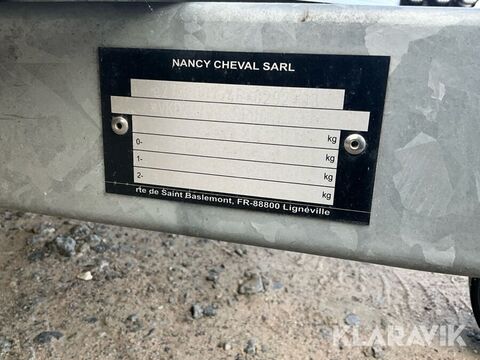 NANCY CHEVAL SARL
kg
0- kg
1- kg
2- kg
rte de Saint Baslemont, FR-88800 Lignéville
KLARAVIK